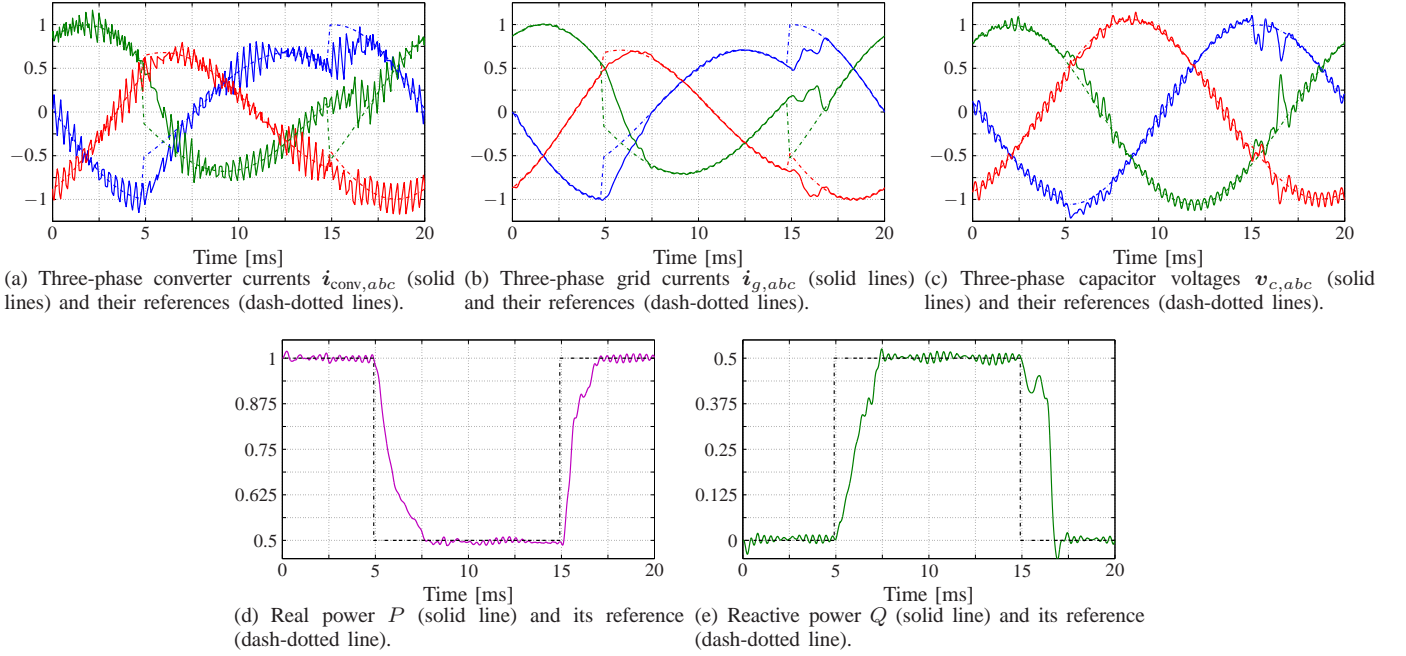 1
0.5
0
−0.5
−1
0 5 10 15 20
Time [ms]
(a) Three-phase converter currents i_conv,abc (solid
lines) and their references (dash-dotted lines).
1
0.5
0
−0.5
−1
0 5 10 15 20
Time [ms]
(b) Three-phase grid currents i_g,abc (solid lines)
and their references (dash-dotted lines).
1
0.5
0
−0.5
−1
0 5 10 15 20
Time [ms]
(c) Three-phase capacitor voltages v_c,abc (solid
lines) and their references (dash-dotted lines).
1
0.875
0.75
0.625
0.5
0 5 10 15 20
Time [ms]
(d) Real power P (solid line) and its reference
(dash-dotted line).
0.5
0.375
0.25
0.125
0
0 5 10 15 20
Time [ms]
(e) Reactive power Q (solid line) and its reference
(dash-dotted line).